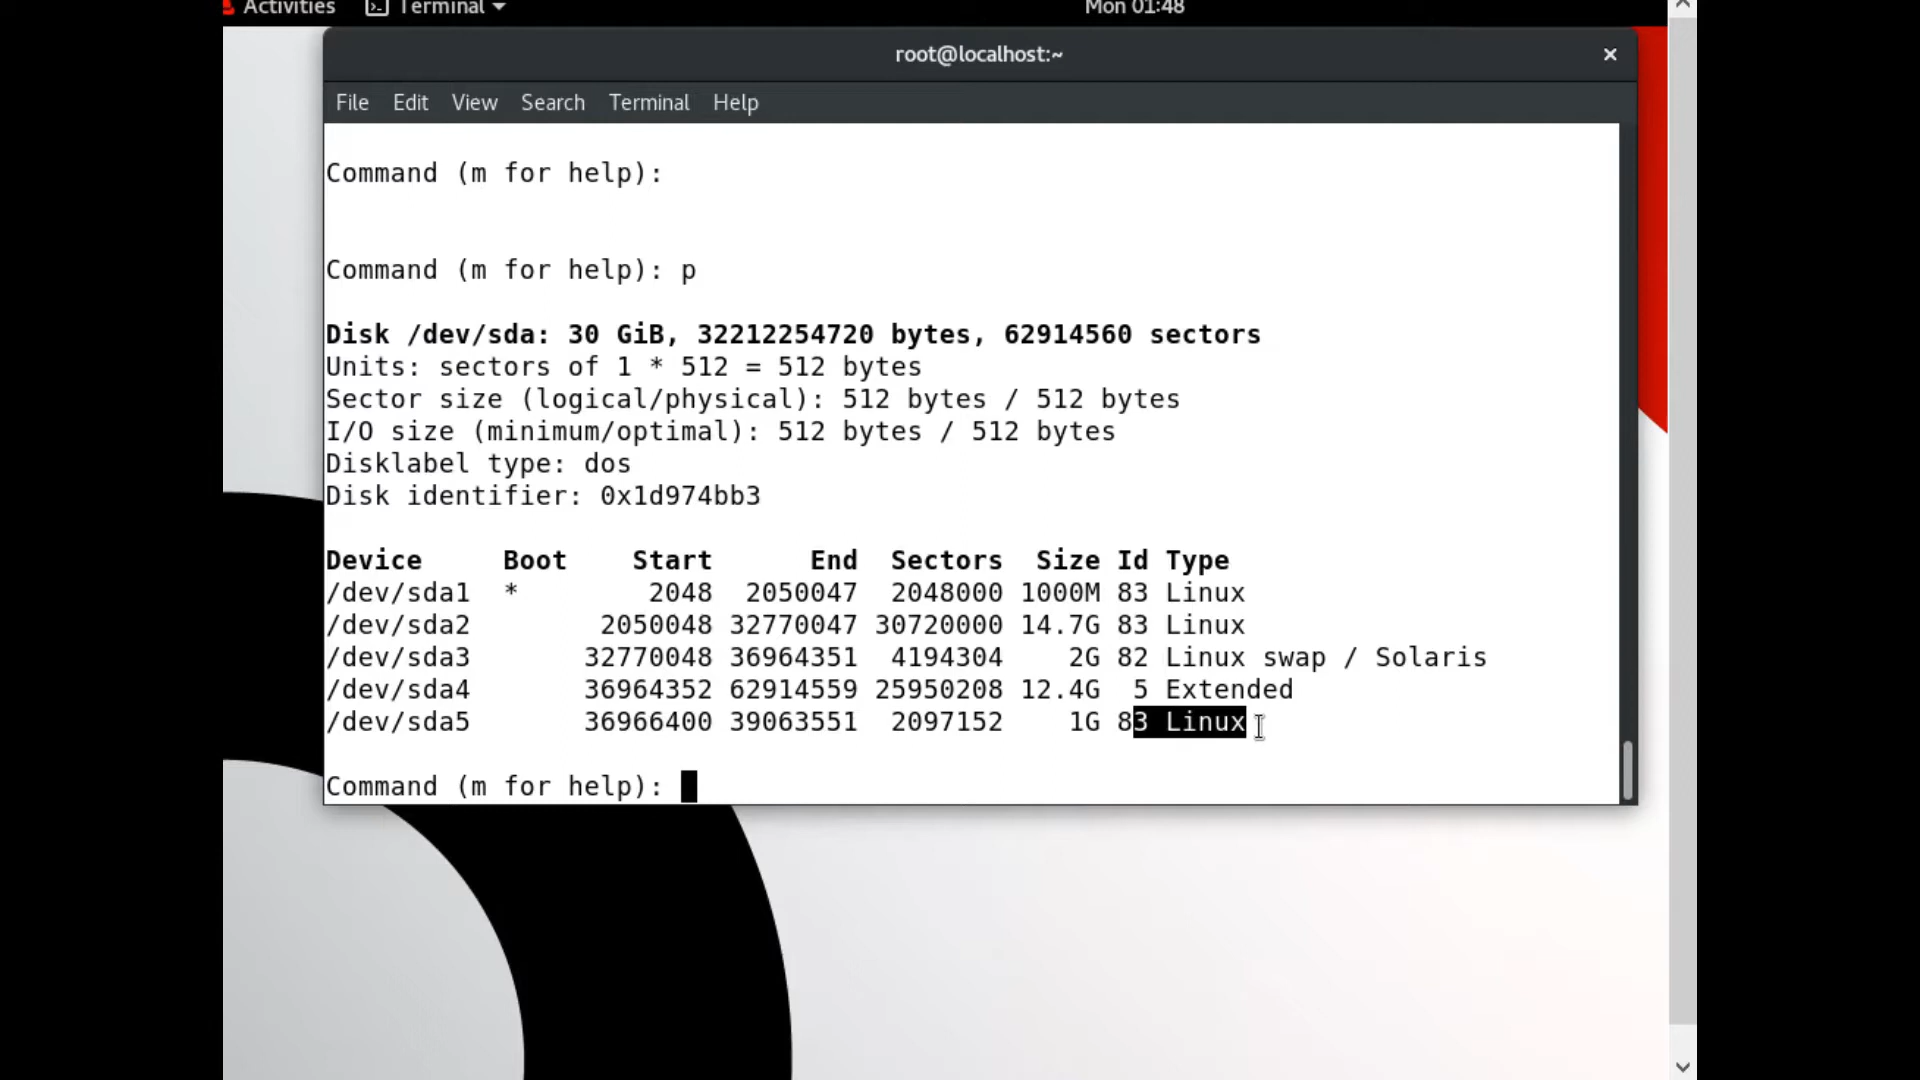 Activities Terminal Mon 01:48
root@localhost:~
File Edit View Search Terminal Help
Command (m for help):
Command (m for help): p
Disk /dev/sda: 30 GiB, 32212254720 bytes, 62914560 sectors
Units: sectors of 1 * 512 = 512 bytes
Sector size (logical/physical): 512 bytes / 512 bytes
I/O size (minimum/optimal): 512 bytes / 512 bytes
Disklabel type: dos
Disk identifier: 0x1d974bb3
Device Boot Start End Sectors Size Id Type
/dev/sda1 * 2048 2050047 2048000 1000M 83 Linux
/dev/sda2 2050048 32770047 30720000 14.7G 83 Linux
/dev/sda3 32770048 36964351 4194304 2G 82 Linux swap / Solaris
/dev/sda4 36964352 62914559 25950208 12.4G 5 Extended
/dev/sda5 36966400 39063551 2097152 1G 83 Linux
Command (m for help):